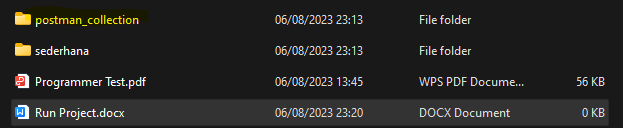 postman_collection 06/08/2023 23:13 File folder
sederhana 06/08/2023 23:13 File folder
Programmer Test.pdf 06/08/2023 13:45 WPS PDF Docume... 56 KB
Run Project.docx 06/08/2023 23:20 DOCX Document 0 KB